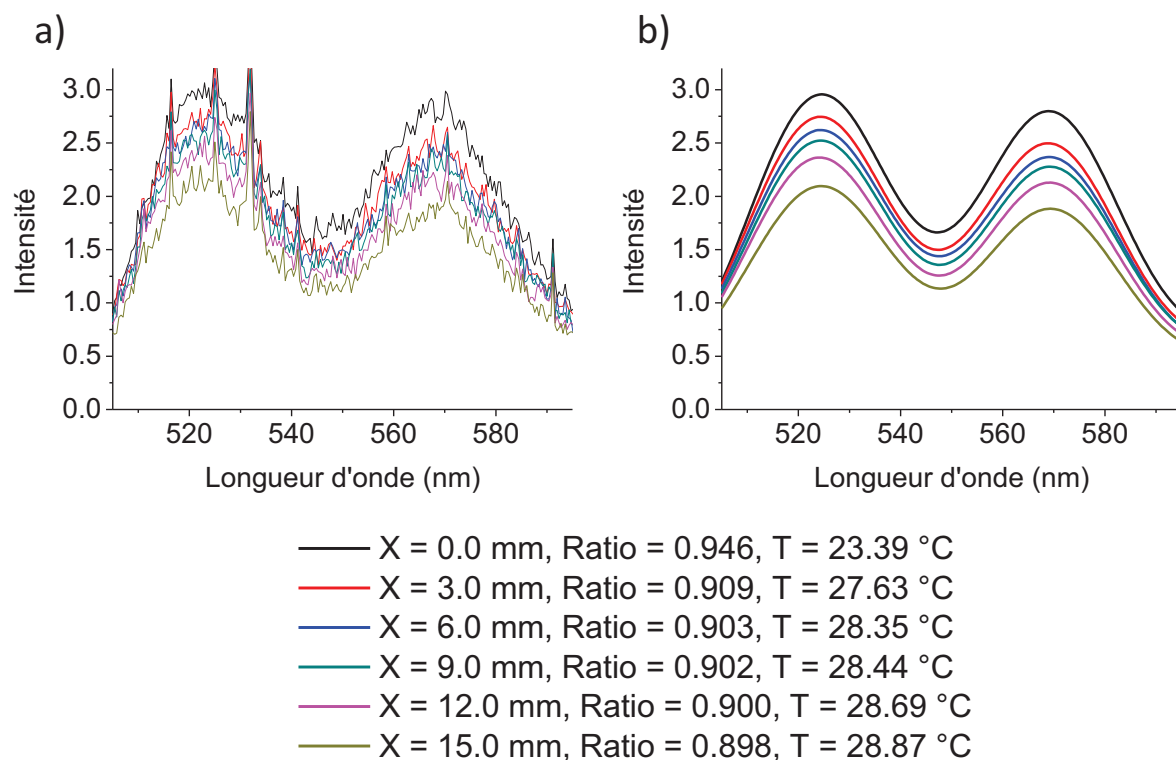 a)
b)
3.0
2.5
2.0
1.5
1.0
0.5
0.0
Intensité
520
540
560
580
Longueur d'onde (nm)
3.0
2.5
2.0
1.5
1.0
0.5
0.0
Intensité
520
540
560
580
Longueur d'onde (nm)
X = 0.0 mm, Ratio = 0.946, T = 23.39 °C
X = 3.0 mm, Ratio = 0.909, T = 27.63 °C
X = 6.0 mm, Ratio = 0.903, T = 28.35 °C
X = 9.0 mm, Ratio = 0.902, T = 28.44 °C
X = 12.0 mm, Ratio = 0.900, T = 28.69 °C
X = 15.0 mm, Ratio = 0.898, T = 28.87 °C